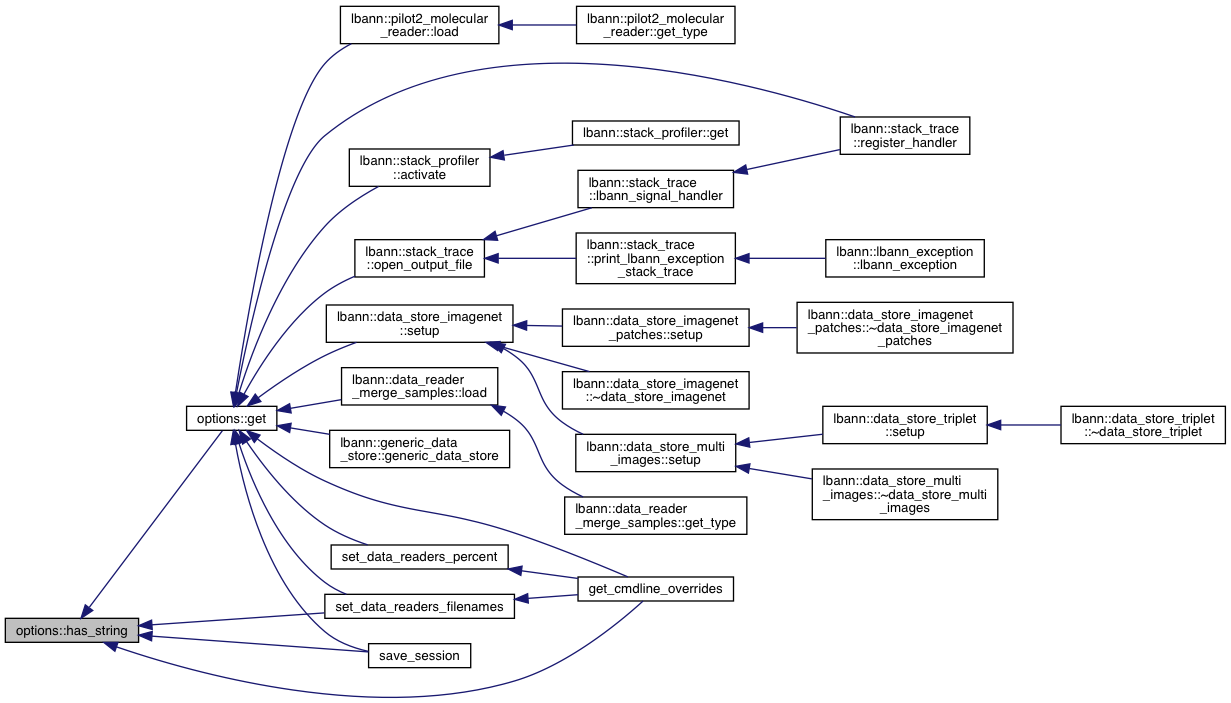 lbann::pilot2_molecular
_reader::load
lbann::pilot2_molecular
_reader::get_type
lbann::stack_trace
::register_handler
lbann::stack_profiler::get
lbann::stack_profiler
::activate
lbann::stack_trace
::lbann_signal_handler
lbann::stack_trace
::open_output_file
lbann::stack_trace
::print_lbann_exception
_stack_trace
lbann::lbann_exception
::lbann_exception
lbann::data_store_imagenet
::setup
lbann::data_store_imagenet
_patches::setup
lbann::data_store_imagenet
_patches::~data_store_imagenet
_patches
lbann::data_reader
_merge_samples::load
lbann::data_store_imagenet
::~data_store_imagenet
options::get
lbann::generic_data
_store::generic_data_store
lbann::data_store_multi
_images::setup
lbann::data_store_triplet
::setup
lbann::data_store_triplet
::~data_store_triplet
lbann::data_store_multi
_images::~data_store_multi
_images
lbann::data_reader
_merge_samples::get_type
set_data_readers_percent
get_cmdline_overrides
set_data_readers_filenames
options::has_string
save_session